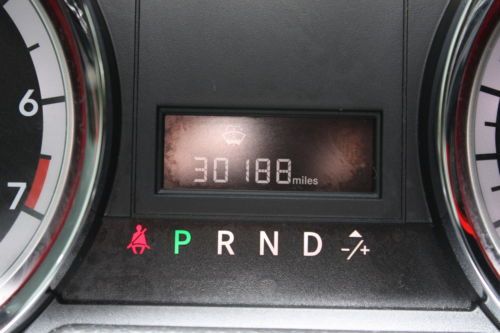 6
7
30188 miles
P R N D -/+